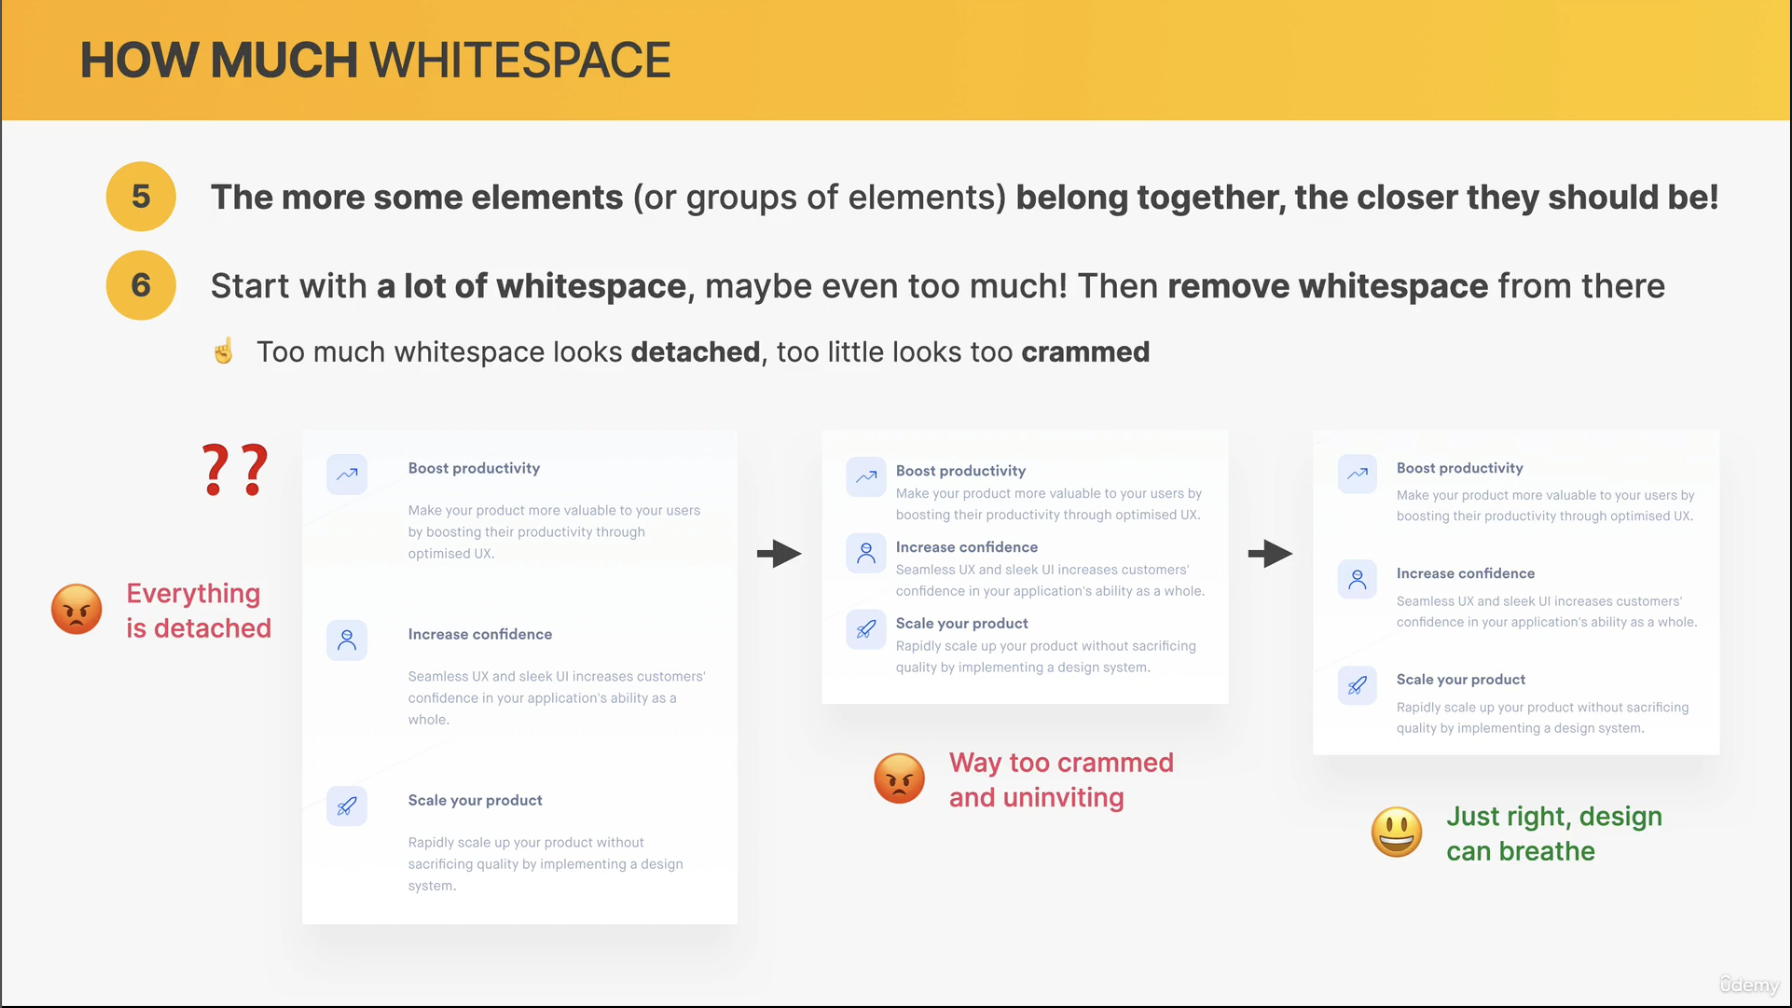 HOW MUCH WHITESPACE
5 The more some elements (or groups of elements) belong together, the closer they should be!
6 Start with a lot of whitespace, maybe even too much! Then remove whitespace from there
☝️ Too much whitespace looks detached, too little looks too crammed
??
Everything
is detached
Boost productivity
Make your product more valuable to your users
by boosting their productivity through
optimised UX.
Increase confidence
Seamless UX and sleek UI increases customers'
confidence in your application's ability as a
whole.
Scale your product
Rapidly scale up your product without
sacrificing quality by implementing a design
system.
Boost productivity
Make your product more valuable to your users by
boosting their productivity through optimised UX.
Increase confidence
Seamless UX and sleek UI increases customers'
confidence in your application's ability as a whole.
Scale your product
Rapidly scale up your product without sacrificing
quality by implementing a design system.
Way too crammed
and uninviting
Boost productivity
Make your product more valuable to your users by
boosting their productivity through optimised UX.
Increase confidence
Seamless UX and sleek UI increases customers'
confidence in your application's ability as a whole.
Scale your product
Rapidly scale up your product without sacrificing
quality by implementing a design system.
Just right, design
can breathe
ûdemy